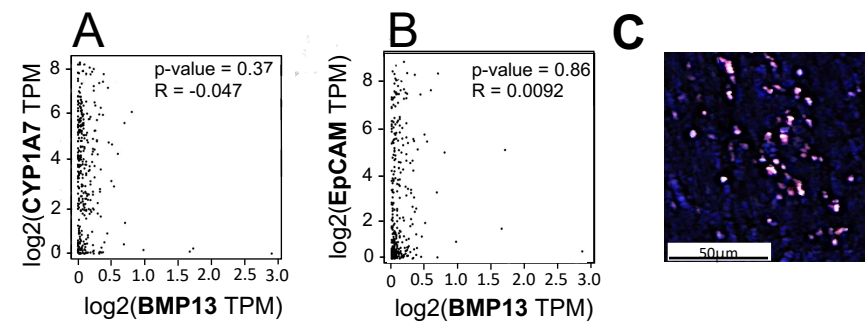 A
p-value = 0.37
R = -0.047
log2(CYP1A7 TPM)
8
6
4
2
0
0 0.5 1.0 1.5 2.0 2.5 3.0
log2(BMP13 TPM)
B
p-value = 0.86
R = 0.0092
log2(EpCAM TPM)
8
6
4
2
0
0 0.5 1.0 1.5 2.0 2.5 3.0
log2(BMP13 TPM)
C
50µm